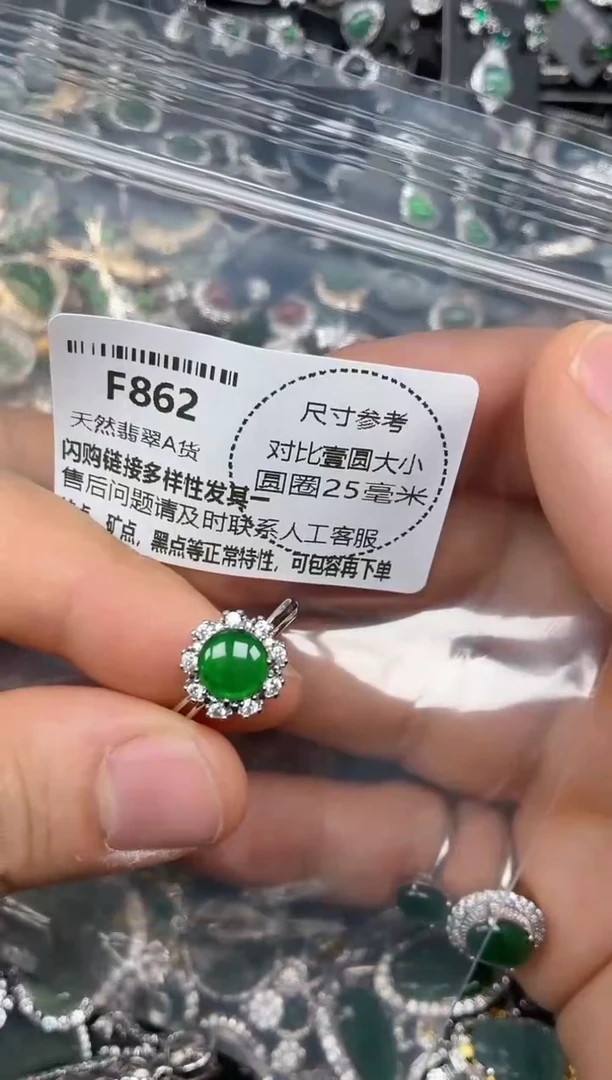 F862
天然翡翠A货
闪购链接多样性发其一
售后问题请及时联系人工客服
矿点，黑点等正常特性，可包容再下单
尺寸参考
对比壹圆大小
圆圈25毫米